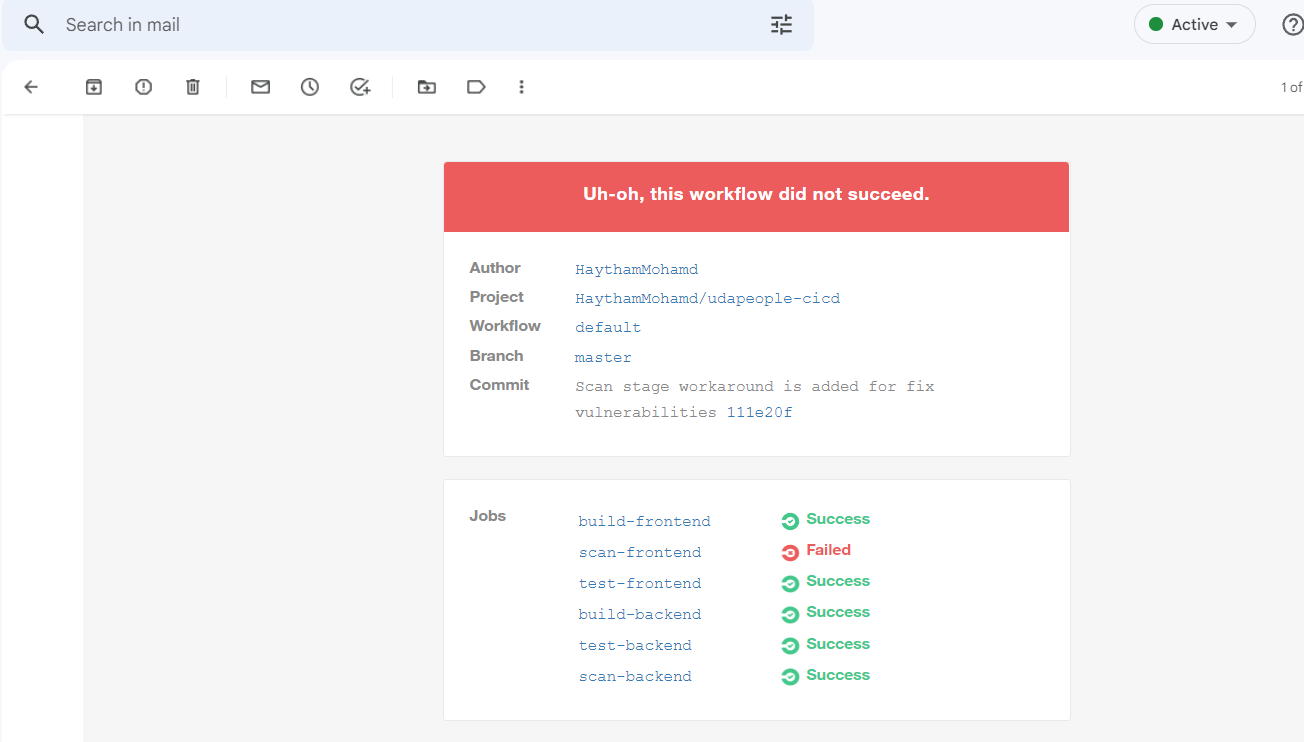 Search in mail
Active
1 of
Uh-oh, this workflow did not succeed.
Author HaythamMohamd
Project HaythamMohamd/udapeople-cicd
Workflow default
Branch master
Commit Scan stage workaround is added for fix
vulnerabilities 111e20f
Jobs build-frontend Success
scan-frontend Failed
test-frontend Success
build-backend Success
test-backend Success
scan-backend Success